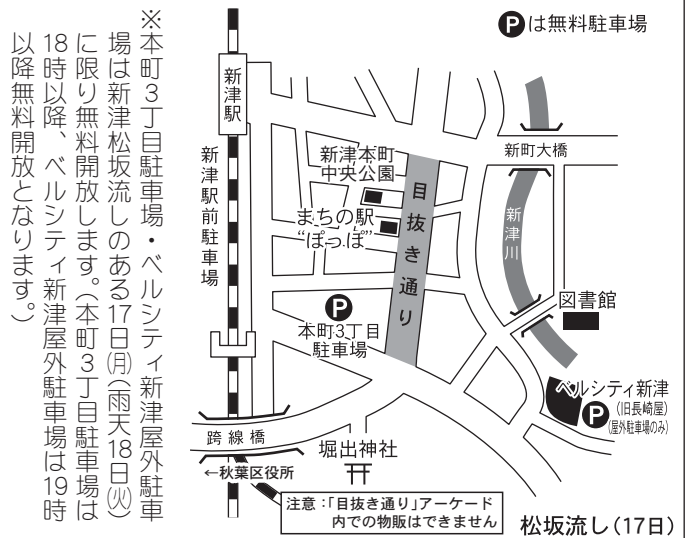 Pは無料駐車場
※本町３丁目駐車場・ベルシティ新津屋外駐車
場は新津松坂流しのある17日㈪（雨天18日㈫）
に限り無料開放します。（本町３丁目駐車場は
18時以降、ベルシティ新津屋外駐車場は19時
以降無料開放となります。）
新津駅
新津駅前駐車場
新津本町
中央公園
まちの駅
“ぽっぽ”
目抜き通り
新町大橋
新津川
図書館
P
本町3丁目
駐車場
ベルシティ新津
（旧長崎屋）
P
（屋外駐車場のみ）
跨線橋
←秋葉区役所
堀出神社
注意：「目抜き通り」アーケード
内での物販はできません
松坂流し（17日）